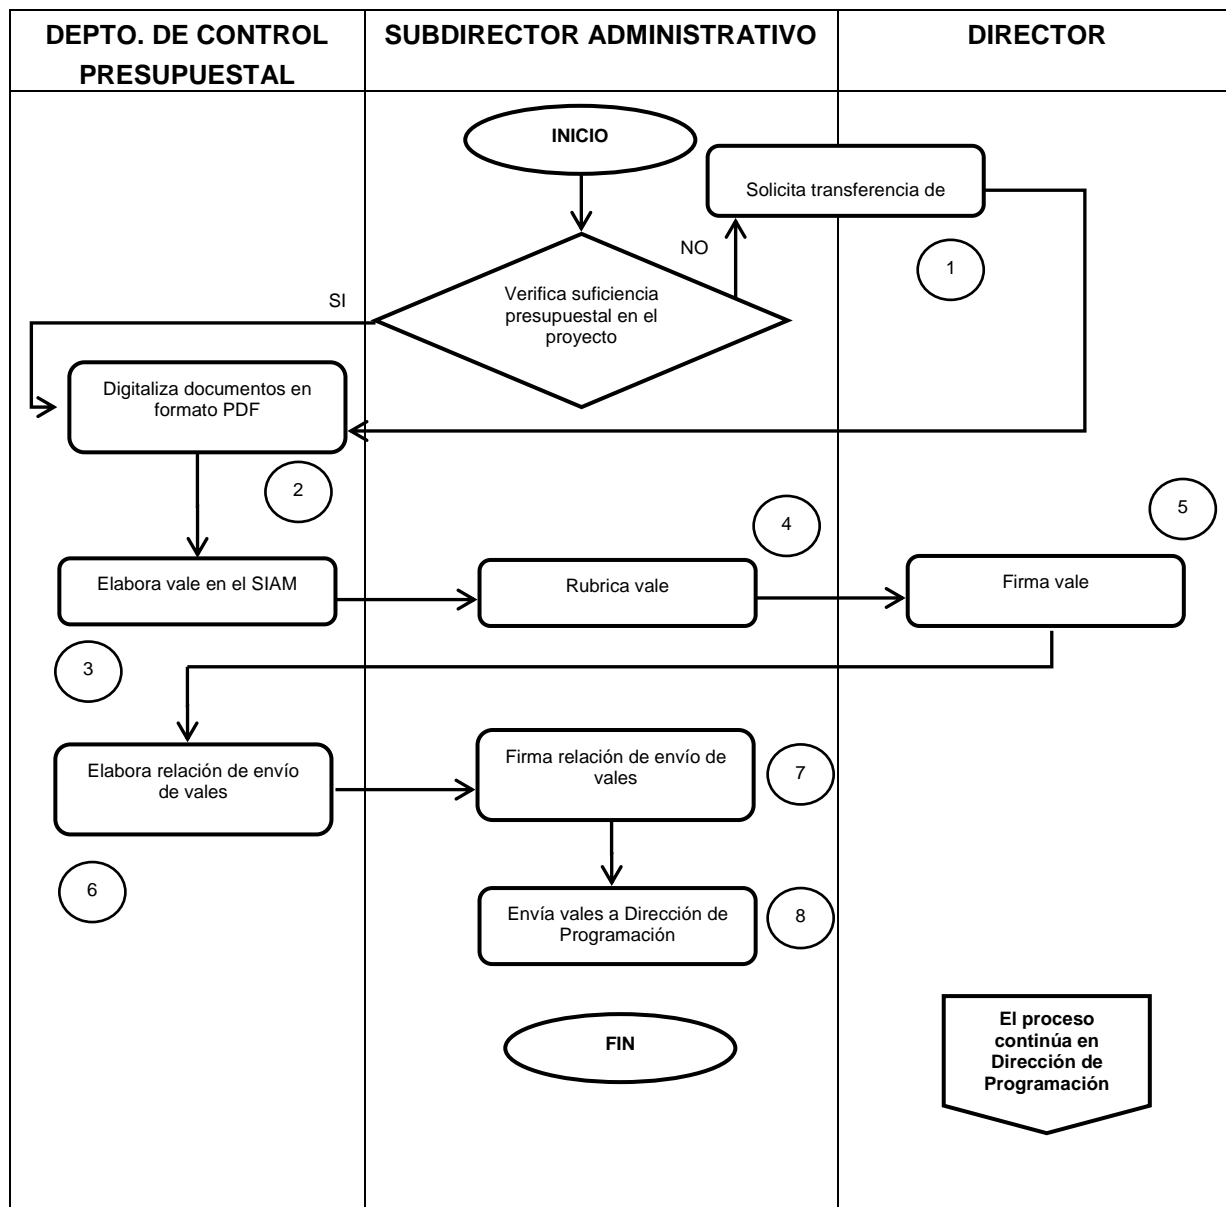 DEPTO. DE CONTROL
PRESUPUESTAL
SUBDIRECTOR ADMINISTRATIVO
DIRECTOR
INICIO
Solicita transferencia de
NO
1
SI
Verifica suficiencia
presupuestal en el
proyecto
Digitaliza documentos en
formato PDF
2
4
5
Elabora vale en el SIAM
Rubrica vale
Firma vale
3
Elabora relación de envío
de vales
Firma relación de envío de
vales
7
6
Envía vales a Dirección de
Programación
8
FIN
El proceso
continúa en
Dirección de
Programación